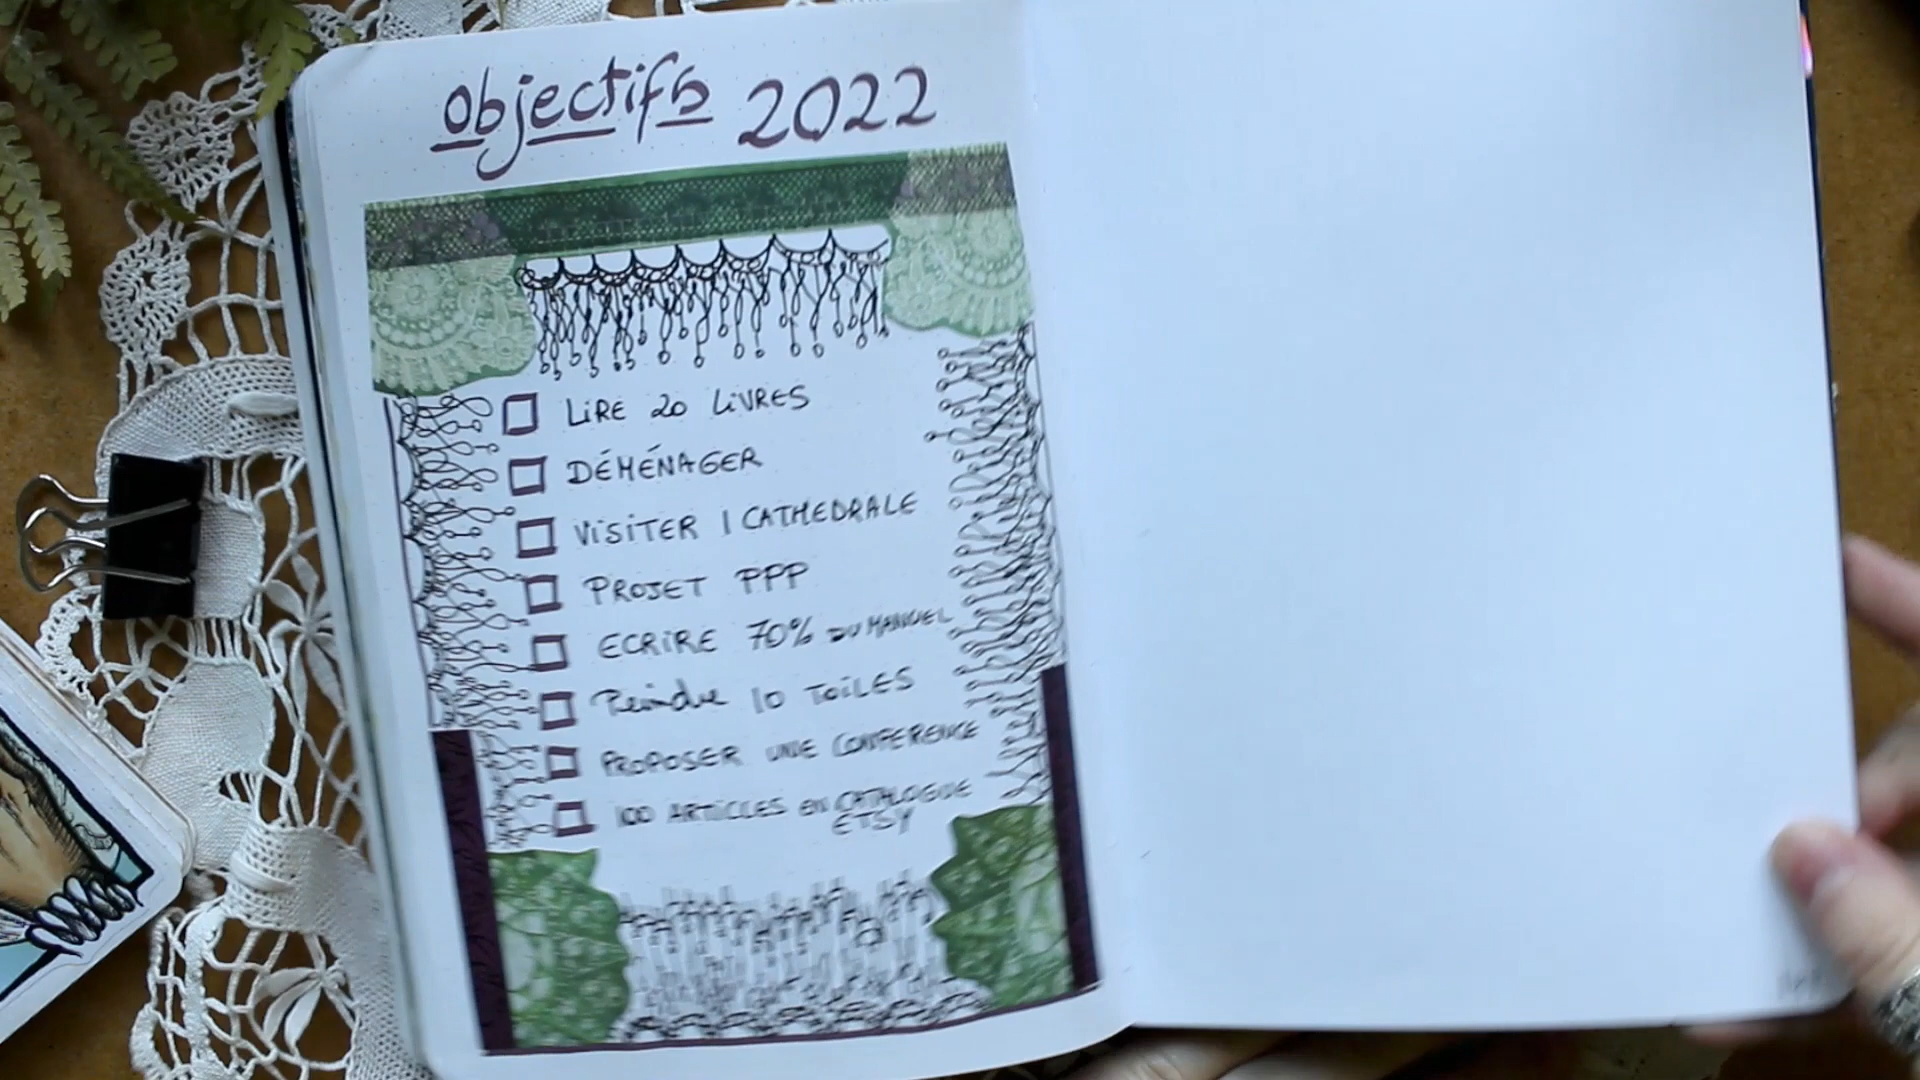 Objectifs 2022
LIRE 20 LIVRES
DÉMÉNAGER
VISITER 1 CATHEDRALE
PROJET PPP
ECRIRE 70% DU MANUEL
Peindre 10 TOILES
PROPOSER UNE CONFERENCE
100 ARTICLES EN CATALOGUE
ETSY